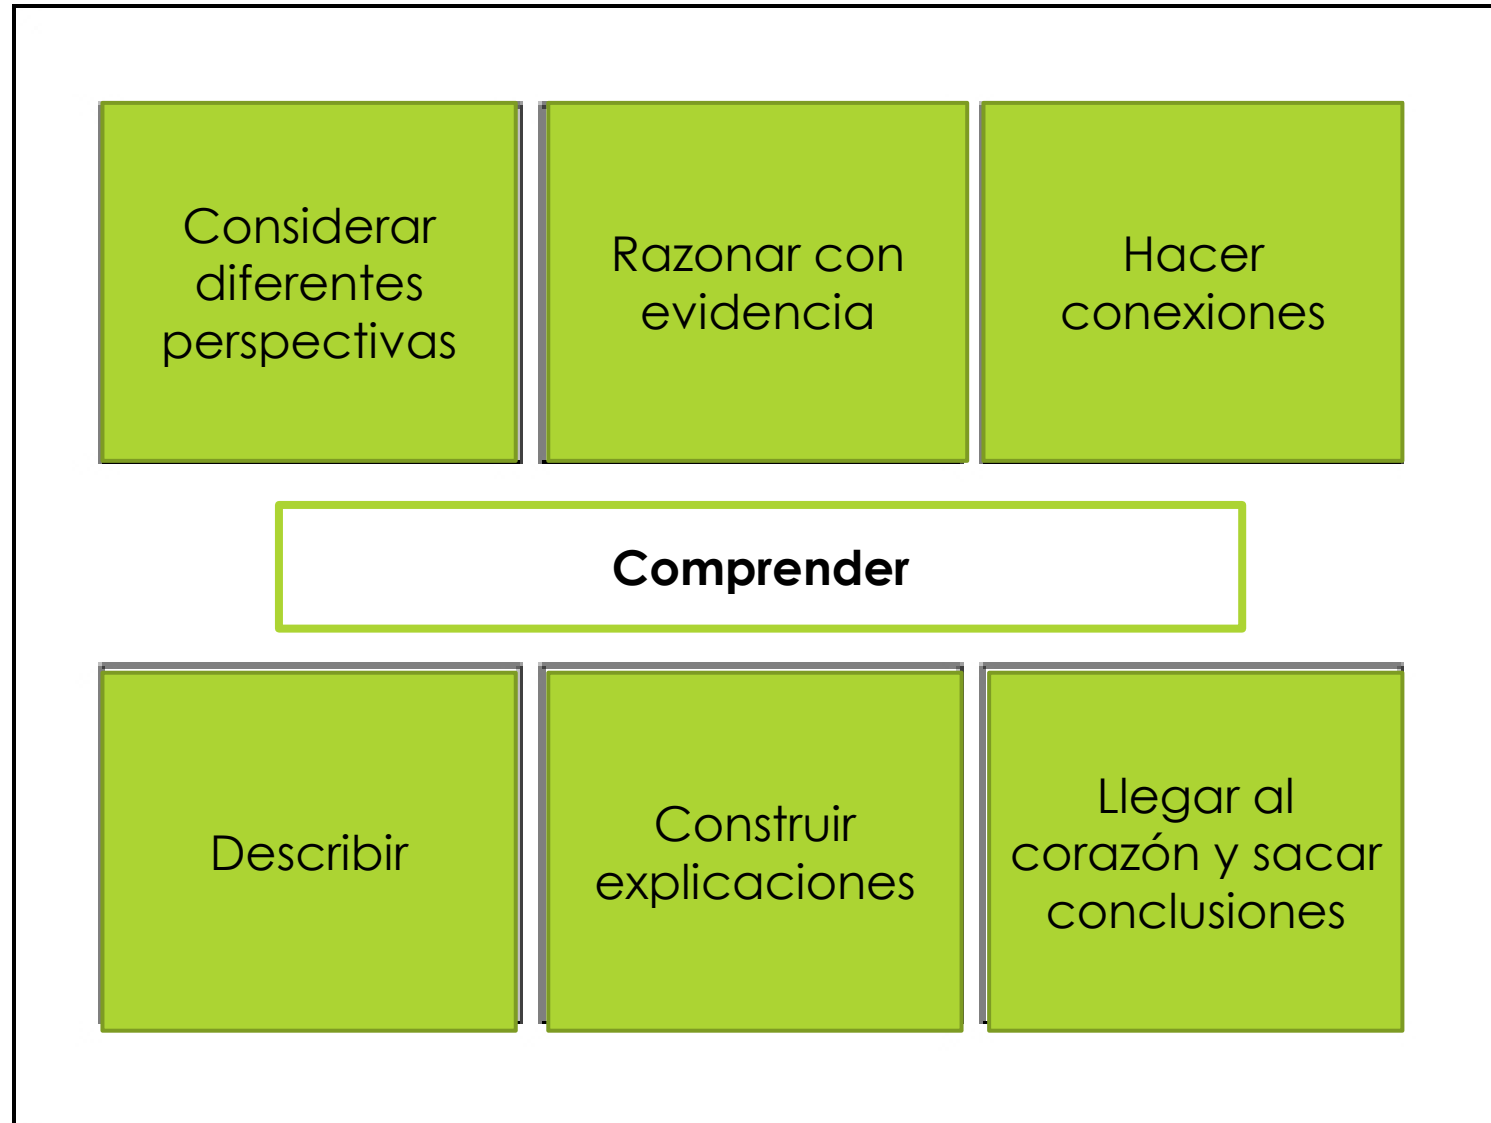 Considerar
diferentes
perspectivas
Razonar con
evidencia
Hacer
conexiones
Comprender
Describir
Construir
explicaciones
Llegar al
corazón y sacar
conclusiones